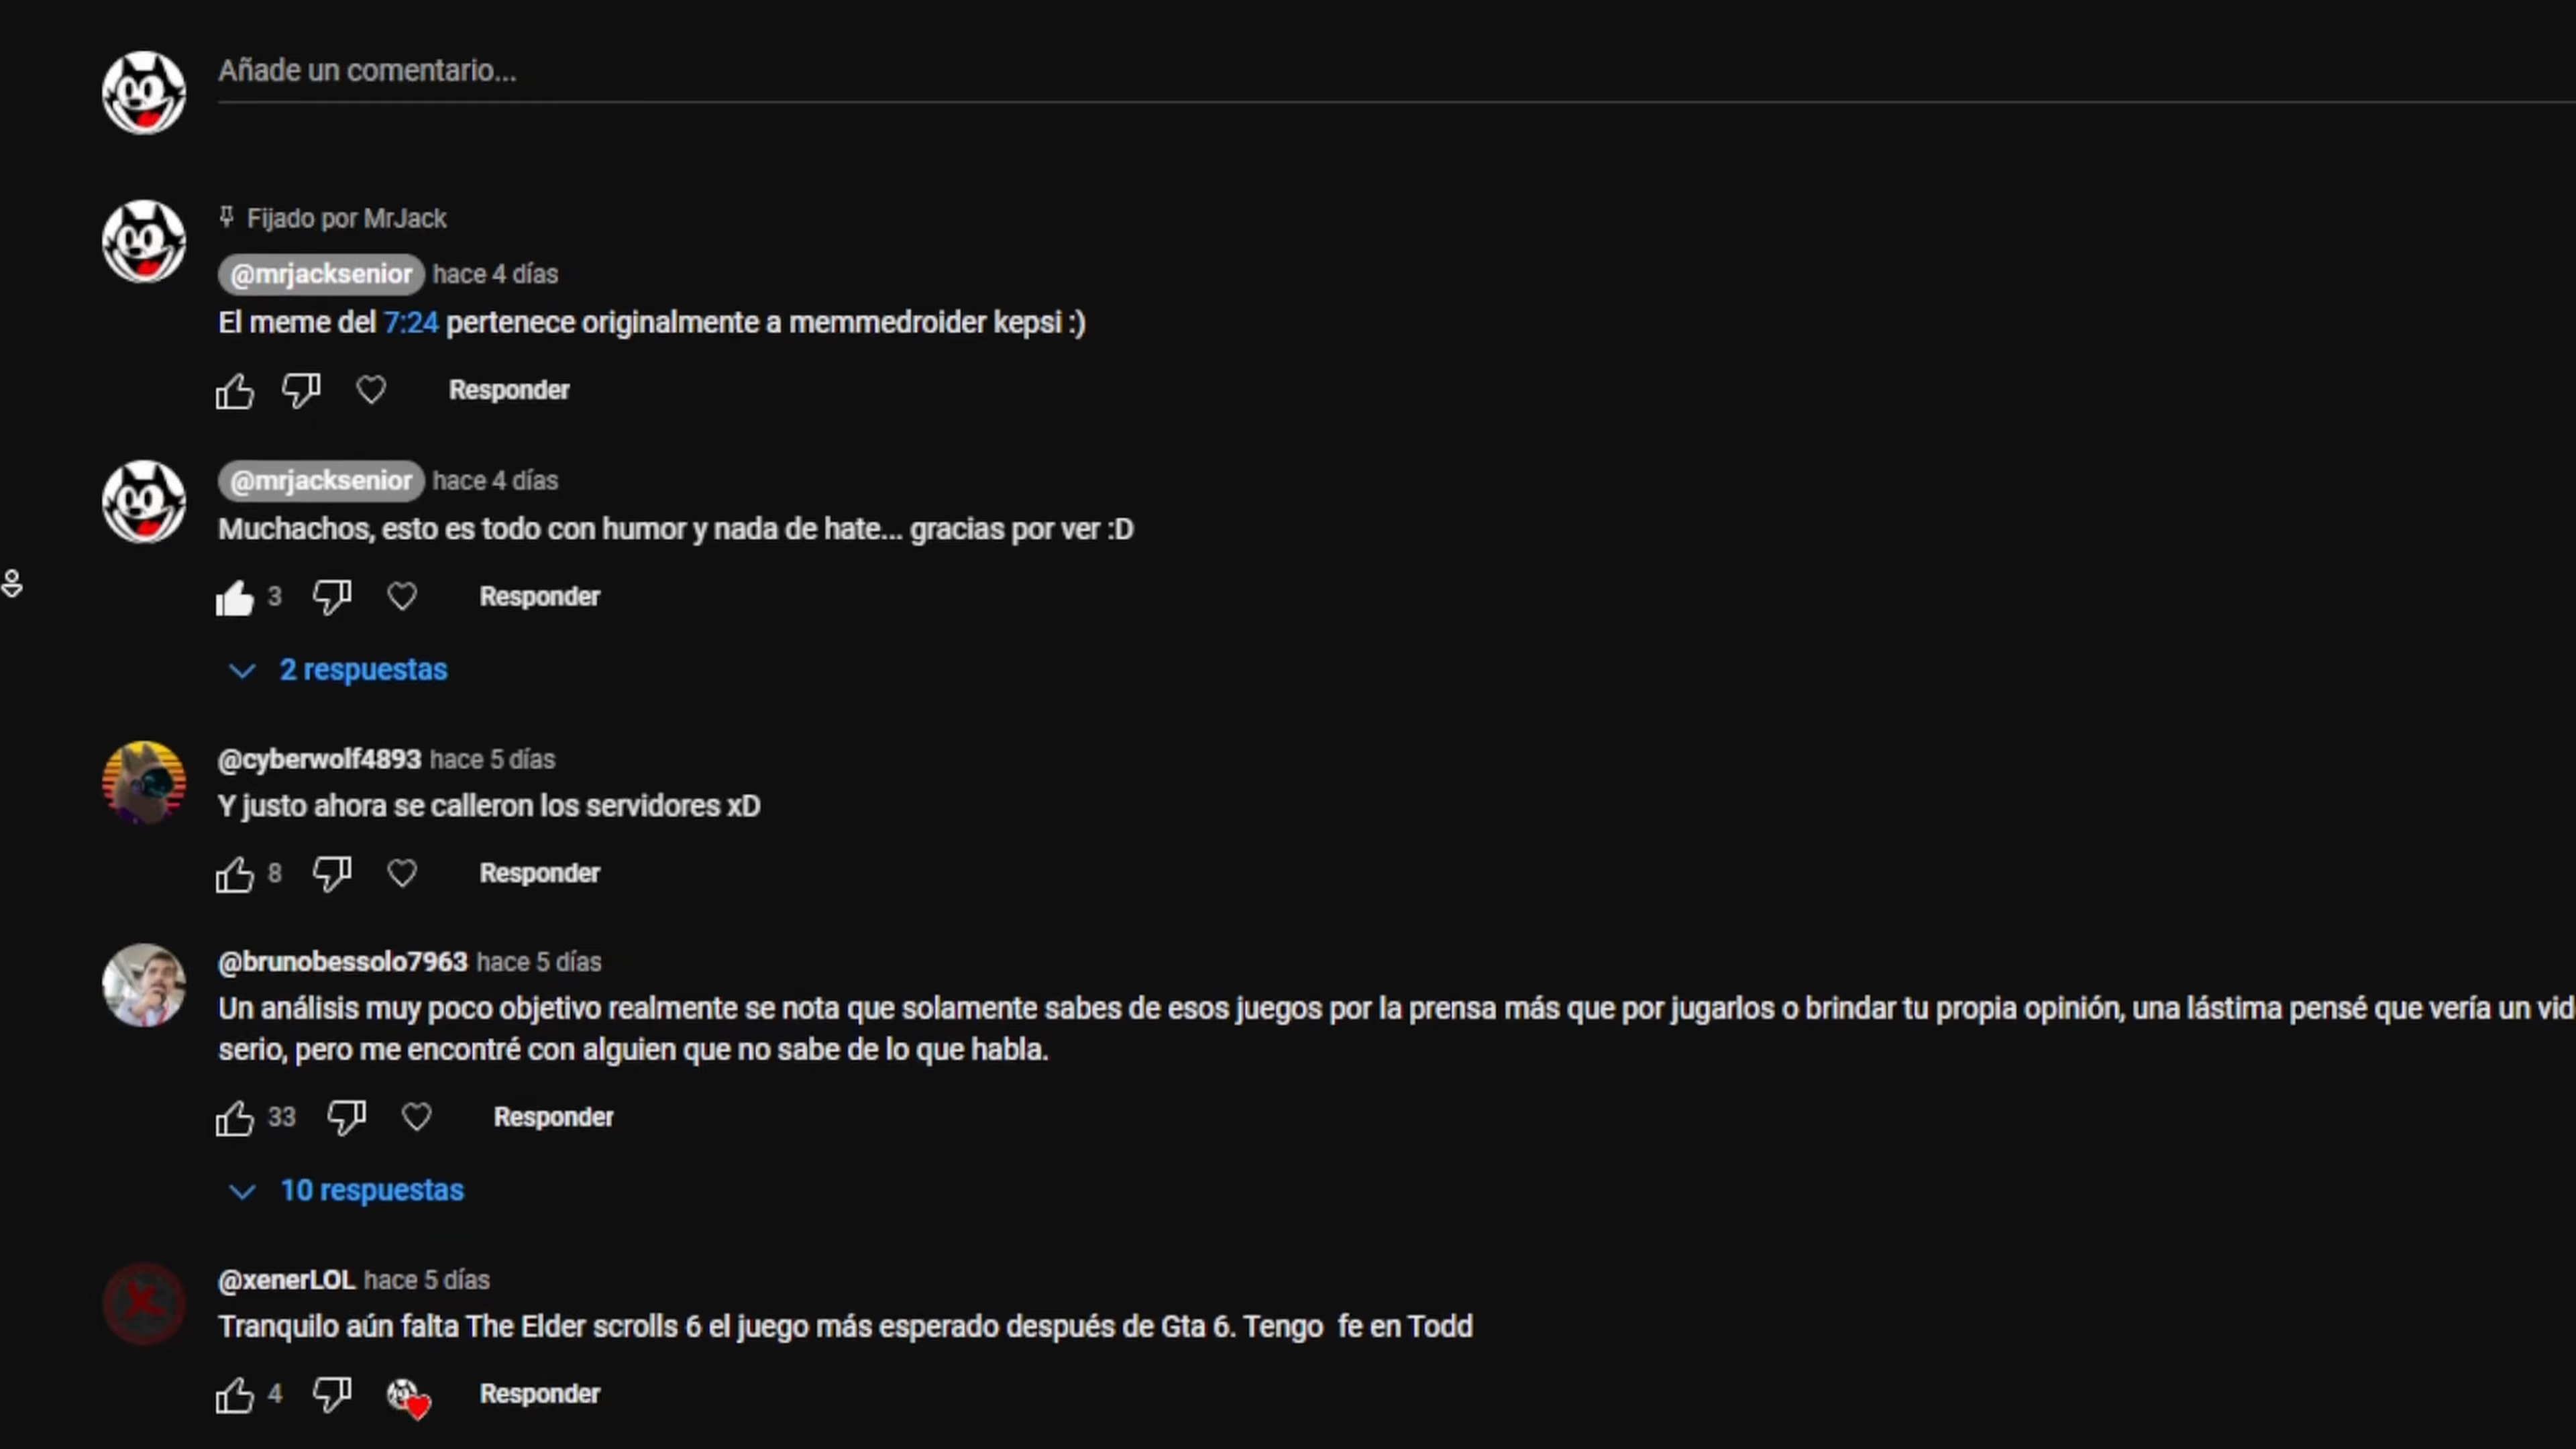 Añade un comentario...
Fijado por MrJack
@mrjacksenior hace 4 días
El meme del 7:24 pertenece originalmente a memmedroider kepsi :)
Responder
@mrjacksenior hace 4 días
Muchachos, esto es todo con humor y nada de hate... gracias por ver :D
3 Responder
2 respuestas
@cyberwolf4893 hace 5 días
Y justo ahora se calleron los servidores xD
8 Responder
@brunobessolo7963 hace 5 días
Un análisis muy poco objetivo realmente se nota que solamente sabes de esos juegos por la prensa más que por jugarlos o brindar tu propia opinión, una lástima pensé que vería un vid
serio, pero me encontré con alguien que no sabe de lo que habla.
33 Responder
10 respuestas
@xenerLOL hace 5 días
Tranquilo aún falta The Elder scrolls 6 el juego más esperado después de Gta 6. Tengo  fe en Todd
4 Responder